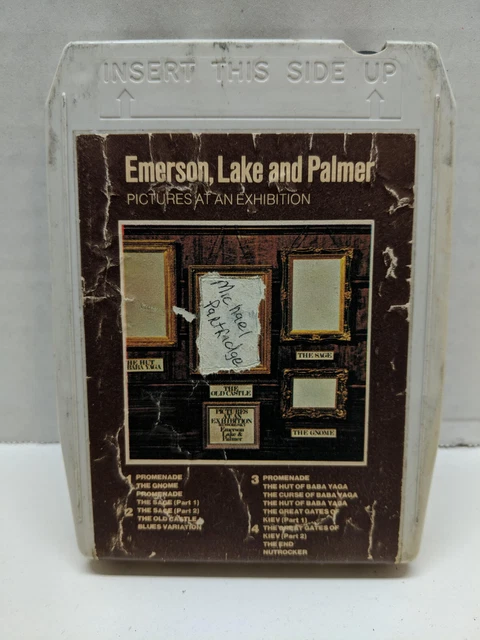 INSERT THIS SIDE UP
Emerson, Lake and Palmer
PICTURES AT AN EXHIBITION
Michael
Partridge
THE HUT
BABA YAGA
THE SAGE
THE
OLD CASTLE
PICTURES
AT AN
EXHIBITION
Emerson
Lake &
Palmer
THE GNOME
1 PROMENADE
THE GNOME
PROMENADE
THE SAGE (Part 1)
2 THE SAGE (Part 2)
THE OLD CASTLE
BLUES VARIATION
3 PROMENADE
THE HUT OF BABA YAGA
THE CURSE OF BABA YAGA
THE HUT OF BABA YAGA
THE GREAT GATES OF
KIEV (Part 1)
4 THE GREAT GATES OF
KIEV (Part 2)
THE END
NUTROCKER